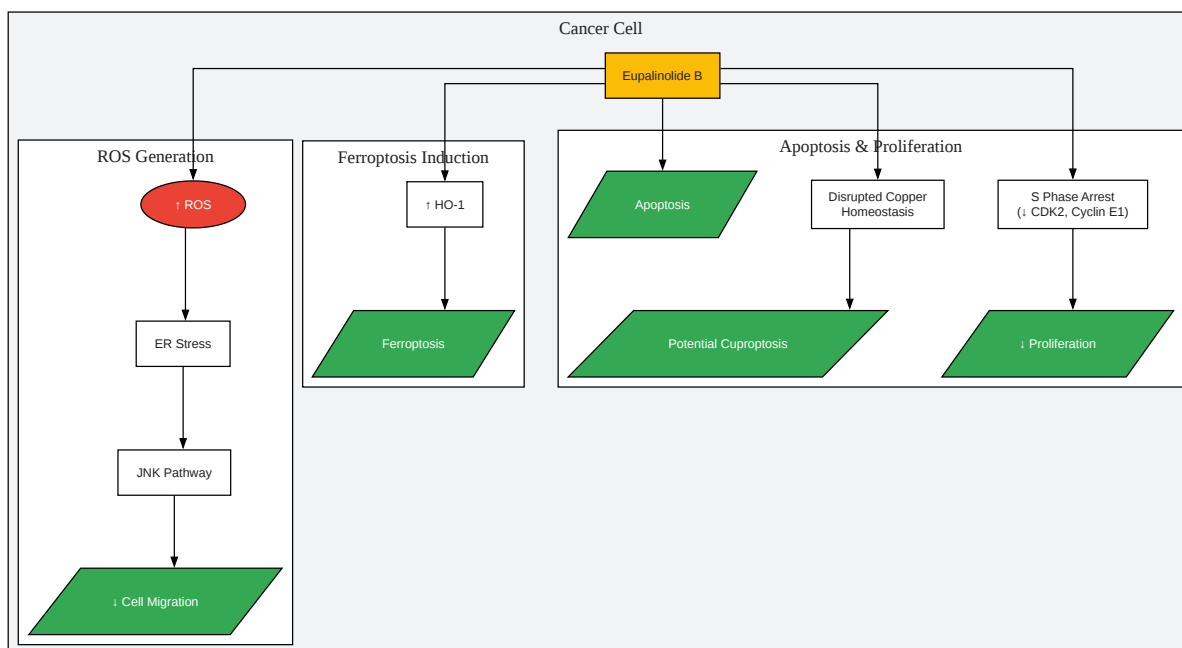 Cancer Cell
Eupalinolide B
ROS Generation
Ferroptosis Induction
Apoptosis & Proliferation
↑ ROS
↑ HO-1
Apoptosis
Disrupted Copper
Homeostasis
S Phase Arrest
(↓ CDK2, Cyclin E1)
ER Stress
Ferroptosis
Potential Cuproptosis
↓ Proliferation
JNK Pathway
↓ Cell Migration